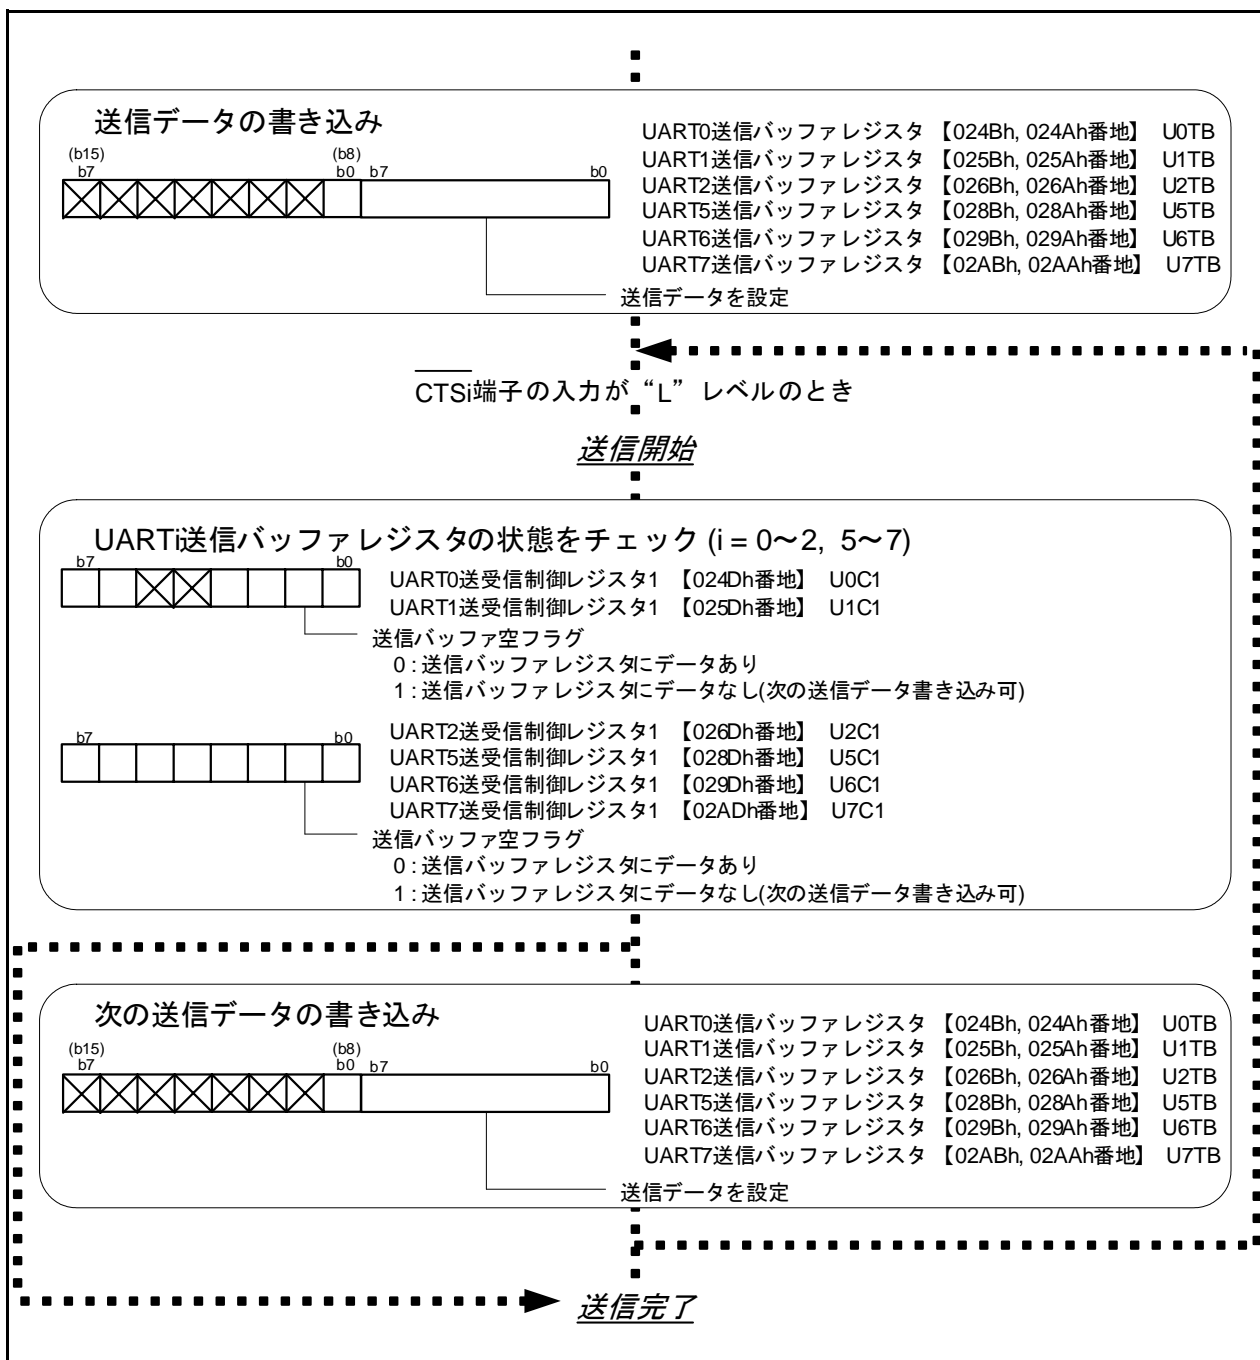 送信データの書き込み
(b15) (b8)
b7 b0 b7 b0
UART0送信バッファレジスタ 【024Bh, 024Ah番地】 U0TB
UART1送信バッファレジスタ 【025Bh, 025Ah番地】 U1TB
UART2送信バッファレジスタ 【026Bh, 026Ah番地】 U2TB
UART5送信バッファレジスタ 【028Bh, 028Ah番地】 U5TB
UART6送信バッファレジスタ 【029Bh, 029Ah番地】 U6TB
UART7送信バッファレジスタ 【02ABh, 02AAh番地】 U7TB
送信データを設定
CTSi端子の入力が“L”レベルのとき
送信開始
UARTi送信バッファレジスタの状態をチェック (i = 0～2, 5～7)
b7 b0
UART0送受信制御レジスタ1 【024Dh番地】 U0C1
UART1送受信制御レジスタ1 【025Dh番地】 U1C1
送信バッファ空フラグ
0 : 送信バッファレジスタにデータあり
1 : 送信バッファレジスタにデータなし(次の送信データ書き込み可)
b7 b0
UART2送受信制御レジスタ1 【026Dh番地】 U2C1
UART5送受信制御レジスタ1 【028Dh番地】 U5C1
UART6送受信制御レジスタ1 【029Dh番地】 U6C1
UART7送受信制御レジスタ1 【02ADh番地】 U7C1
送信バッファ空フラグ
0 : 送信バッファレジスタにデータあり
1 : 送信バッファレジスタにデータなし(次の送信データ書き込み可)
次の送信データの書き込み
(b15) (b8)
b7 b0 b7 b0
UART0送信バッファレジスタ 【024Bh, 024Ah番地】 U0TB
UART1送信バッファレジスタ 【025Bh, 025Ah番地】 U1TB
UART2送信バッファレジスタ 【026Bh, 026Ah番地】 U2TB
UART5送信バッファレジスタ 【028Bh, 028Ah番地】 U5TB
UART6送信バッファレジスタ 【029Bh, 029Ah番地】 U6TB
UART7送信バッファレジスタ 【02ABh, 02AAh番地】 U7TB
送信データを設定
送信完了